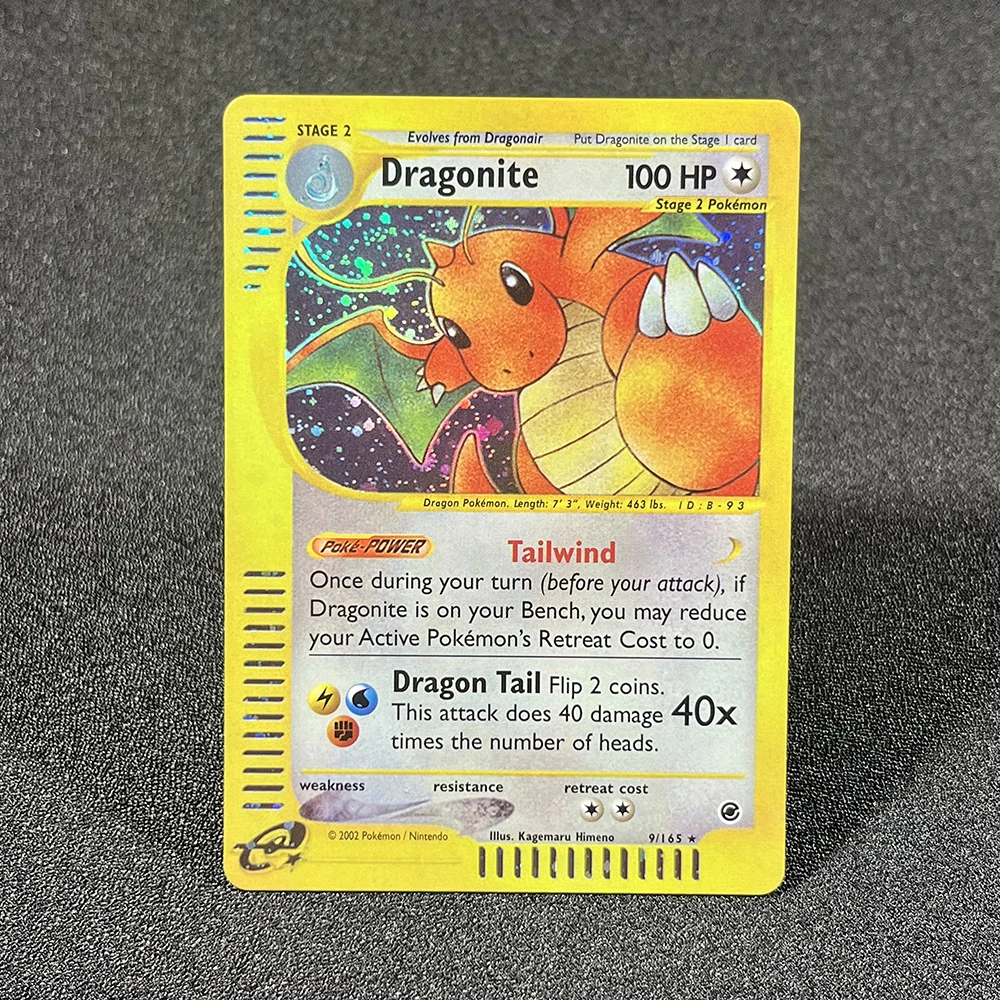 STAGE 2
Evolves from Dragonair
Put Dragonite on the Stage 1 card
Dragonite
100 HP
Stage 2 Pokémon
Dragon Pokémon. Length: 7' 3", Weight: 463 lbs. ID:B-93
Poké-POWER
Tailwind
Once during your turn (before your attack), if
Dragonite is on your Bench, you may reduce
your Active Pokémon's Retreat Cost to 0.
Dragon Tail Flip 2 coins.
This attack does 40 damage
40x
times the number of heads.
weakness
resistance
retreat cost
© 2002 Pokémon / Nintendo
Illus. Kagemaru Himeno
9/165 ★